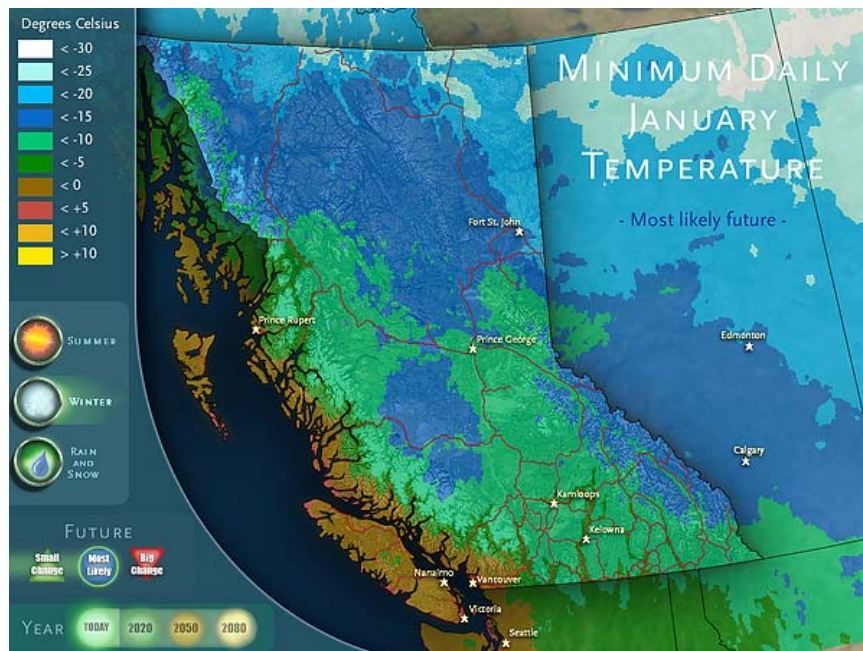 Degrees Celsius
< -30
< -25
< -20
< -15
< -10
< -5
< 0
< +5
< +10
> +10
MINIMUM DAILY
JANUARY
TEMPERATURE
- Most likely future -
Fort St. John
Prince Rupert
Prince George
Edmonton
Calgary
Kamloops
Kelowna
Nanaimo
Vancouver
Victoria
Seattle
SUMMER
WINTER
RAIN
AND
SNOW
FUTURE
Small
Change
Most
Likely
Big
Change
YEAR
TODAY
2020
2050
2080